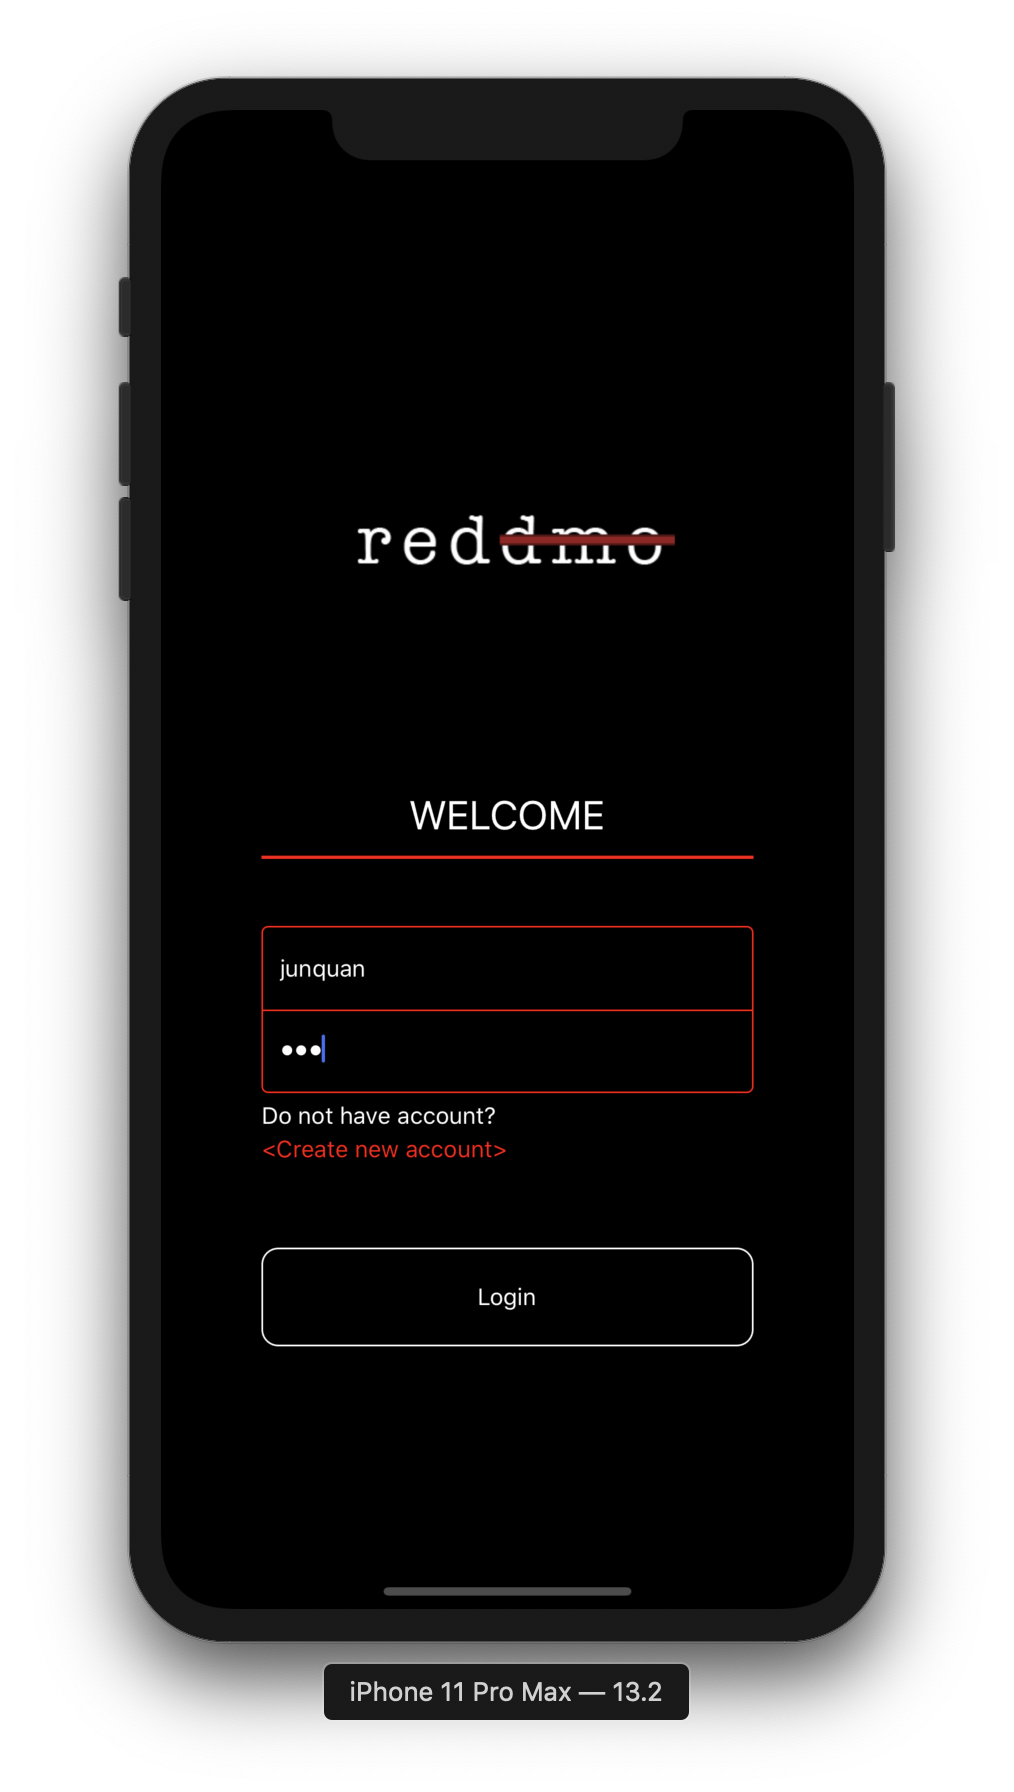 reddmo
WELCOME
junquan
•••
Do not have account?
<Create new account>
Login
iPhone 11 Pro Max — 13.2